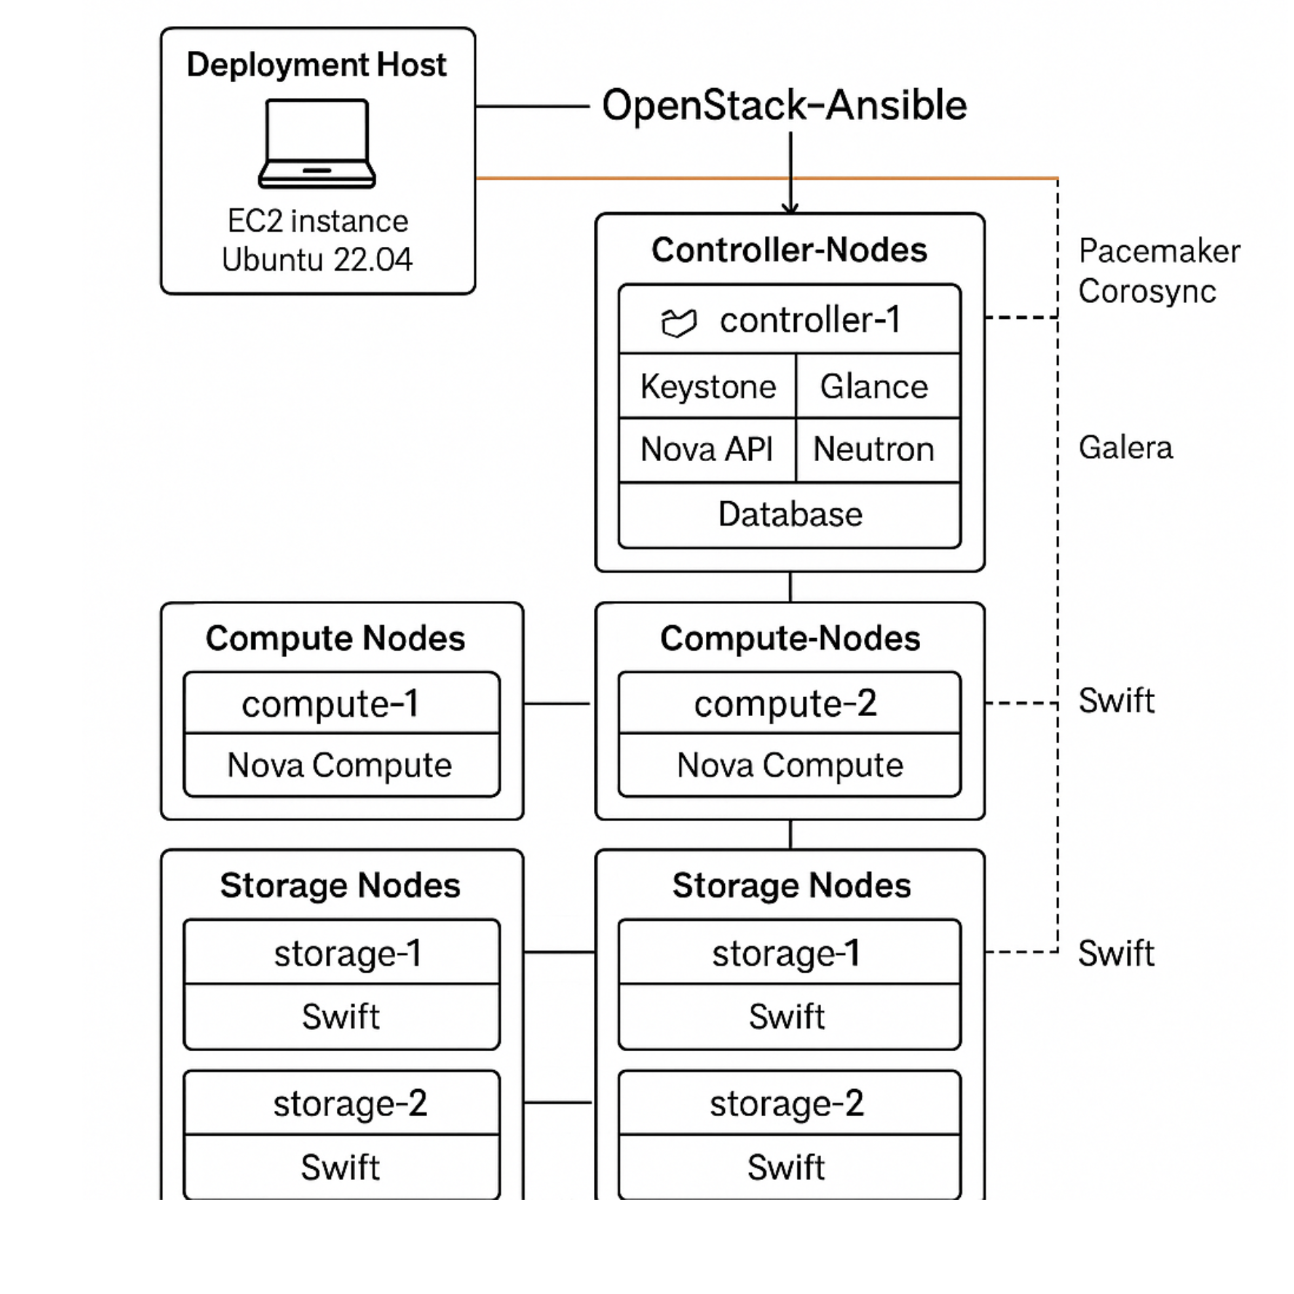 Deployment Host
EC2 instance
Ubuntu 22.04
OpenStack-Ansible
Controller-Nodes
controller-1
Keystone
Glance
Nova API
Neutron
Database
Pacemaker
Corosync
Galera
Compute Nodes
compute-1
Nova Compute
Compute-Nodes
compute-2
Nova Compute
Swift
Storage Nodes
storage-1
Swift
storage-2
Swift
Storage Nodes
storage-1
Swift
storage-2
Swift
Swift